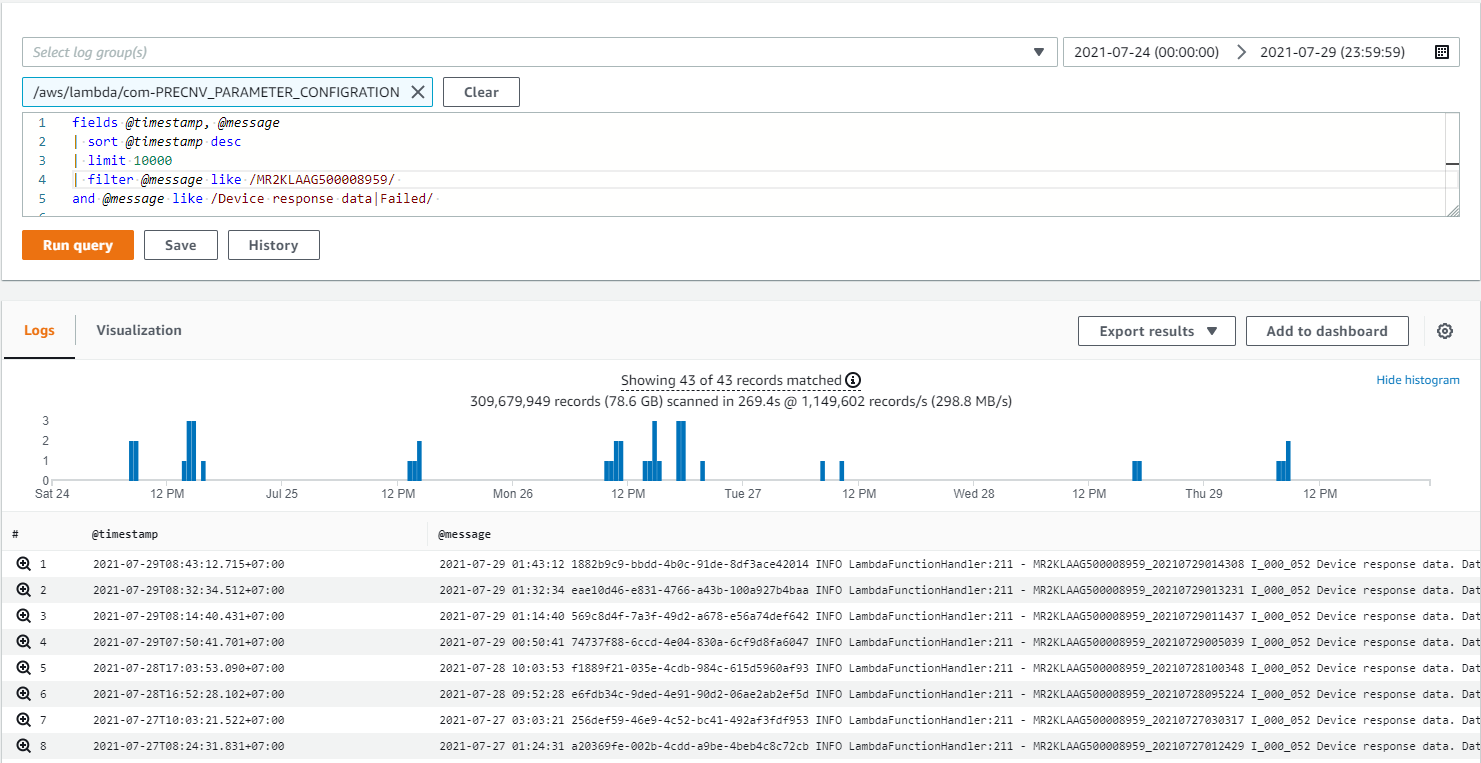 Select log group(s)
2021-07-24 (00:00:00) > 2021-07-29 (23:59:59)
/aws/lambda/com-PRECNV_PARAMETER_CONFIGRATION
Clear
1 fields @timestamp, @message
2 | sort @timestamp desc
3 | limit 10000
4 | filter @message like /MR2KLAAG500008959/
5 and @message like /Device response data|Failed/
Run query Save History
Logs Visualization
Export results Add to dashboard
Showing 43 of 43 records matched
Hide histogram
309,679,949 records (78.6 GB) scanned in 269.4s @ 1,149,602 records/s (298.8 MB/s)
3
2
1
0
Sat 24 12 PM Jul 25 12 PM Mon 26 12 PM Tue 27 12 PM Wed 28 12 PM Thu 29 12 PM
# @timestamp @message
1 2021-07-29T08:43:12.715+07:00 2021-07-29 01:43:12 1882b9c9-bbdd-4b0c-91de-8df3ace42014 INFO LambdaFunctionHandler:211 - MR2KLAAG500008959_20210729014308 I_000_052 Device response data. Dat
2 2021-07-29T08:32:34.512+07:00 2021-07-29 01:32:34 eae10d46-e831-4766-a43b-100a927b4baa INFO LambdaFunctionHandler:211 - MR2KLAAG500008959_20210729013231 I_000_052 Device response data. Dat
3 2021-07-29T08:14:40.431+07:00 2021-07-29 01:14:40 569c8d4f-7a3f-49d2-a678-e56a74def642 INFO LambdaFunctionHandler:211 - MR2KLAAG500008959_20210729011437 I_000_052 Device response data. Dat
4 2021-07-29T07:50:41.701+07:00 2021-07-29 00:50:41 74737f88-6ccd-4e04-830a-6cf9d8fa6047 INFO LambdaFunctionHandler:211 - MR2KLAAG500008959_20210729005039 I_000_052 Device response data. Dat
5 2021-07-28T17:03:53.090+07:00 2021-07-28 10:03:53 f1889f21-035e-4cdb-984c-615d5960af93 INFO LambdaFunctionHandler:211 - MR2KLAAG500008959_20210728100348 I_000_052 Device response data. Dat
6 2021-07-28T16:52:28.102+07:00 2021-07-28 09:52:28 e6fdb34c-9ded-4e91-90d2-06ae2ab2ef5d INFO LambdaFunctionHandler:211 - MR2KLAAG500008959_20210728095224 I_000_052 Device response data. Dat
7 2021-07-27T10:03:21.522+07:00 2021-07-27 03:03:21 256def59-46e9-4c52-bc41-492af3fdf953 INFO LambdaFunctionHandler:211 - MR2KLAAG500008959_20210727030317 I_000_052 Device response data. Dat
8 2021-07-27T08:24:31.831+07:00 2021-07-27 01:24:31 a20369fe-002b-4cdd-a9be-4beb4c8c72cb INFO LambdaFunctionHandler:211 - MR2KLAAG500008959_20210727012429 I_000_052 Device response data. Dat